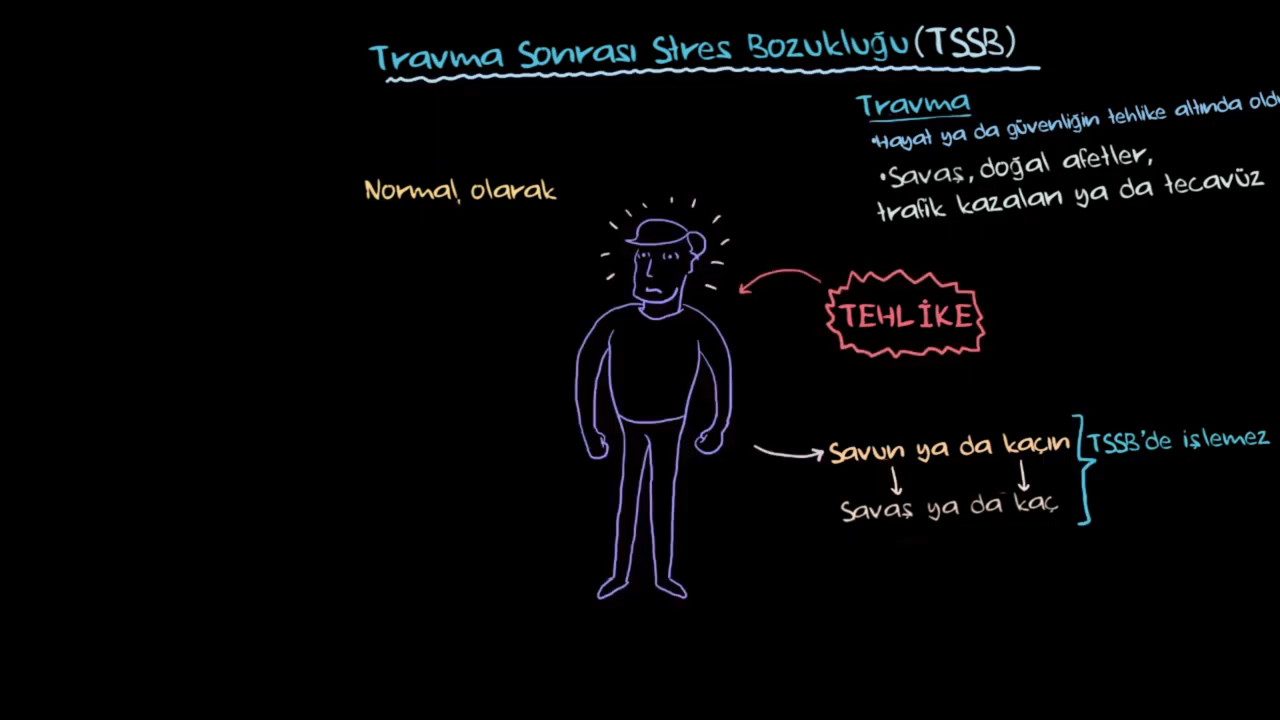 Travma Sonrası Stres Bozukluğu (TSSB)
Travma
•Hayat ya da güvenliğin tehlike altında
•Savaş, doğal afetler,
trafik kazaları ya da tecavüz
Normal olarak
TEHLİKE
Savun ya da kaçın
TSSB'de işlemez
Savaş ya da kaç